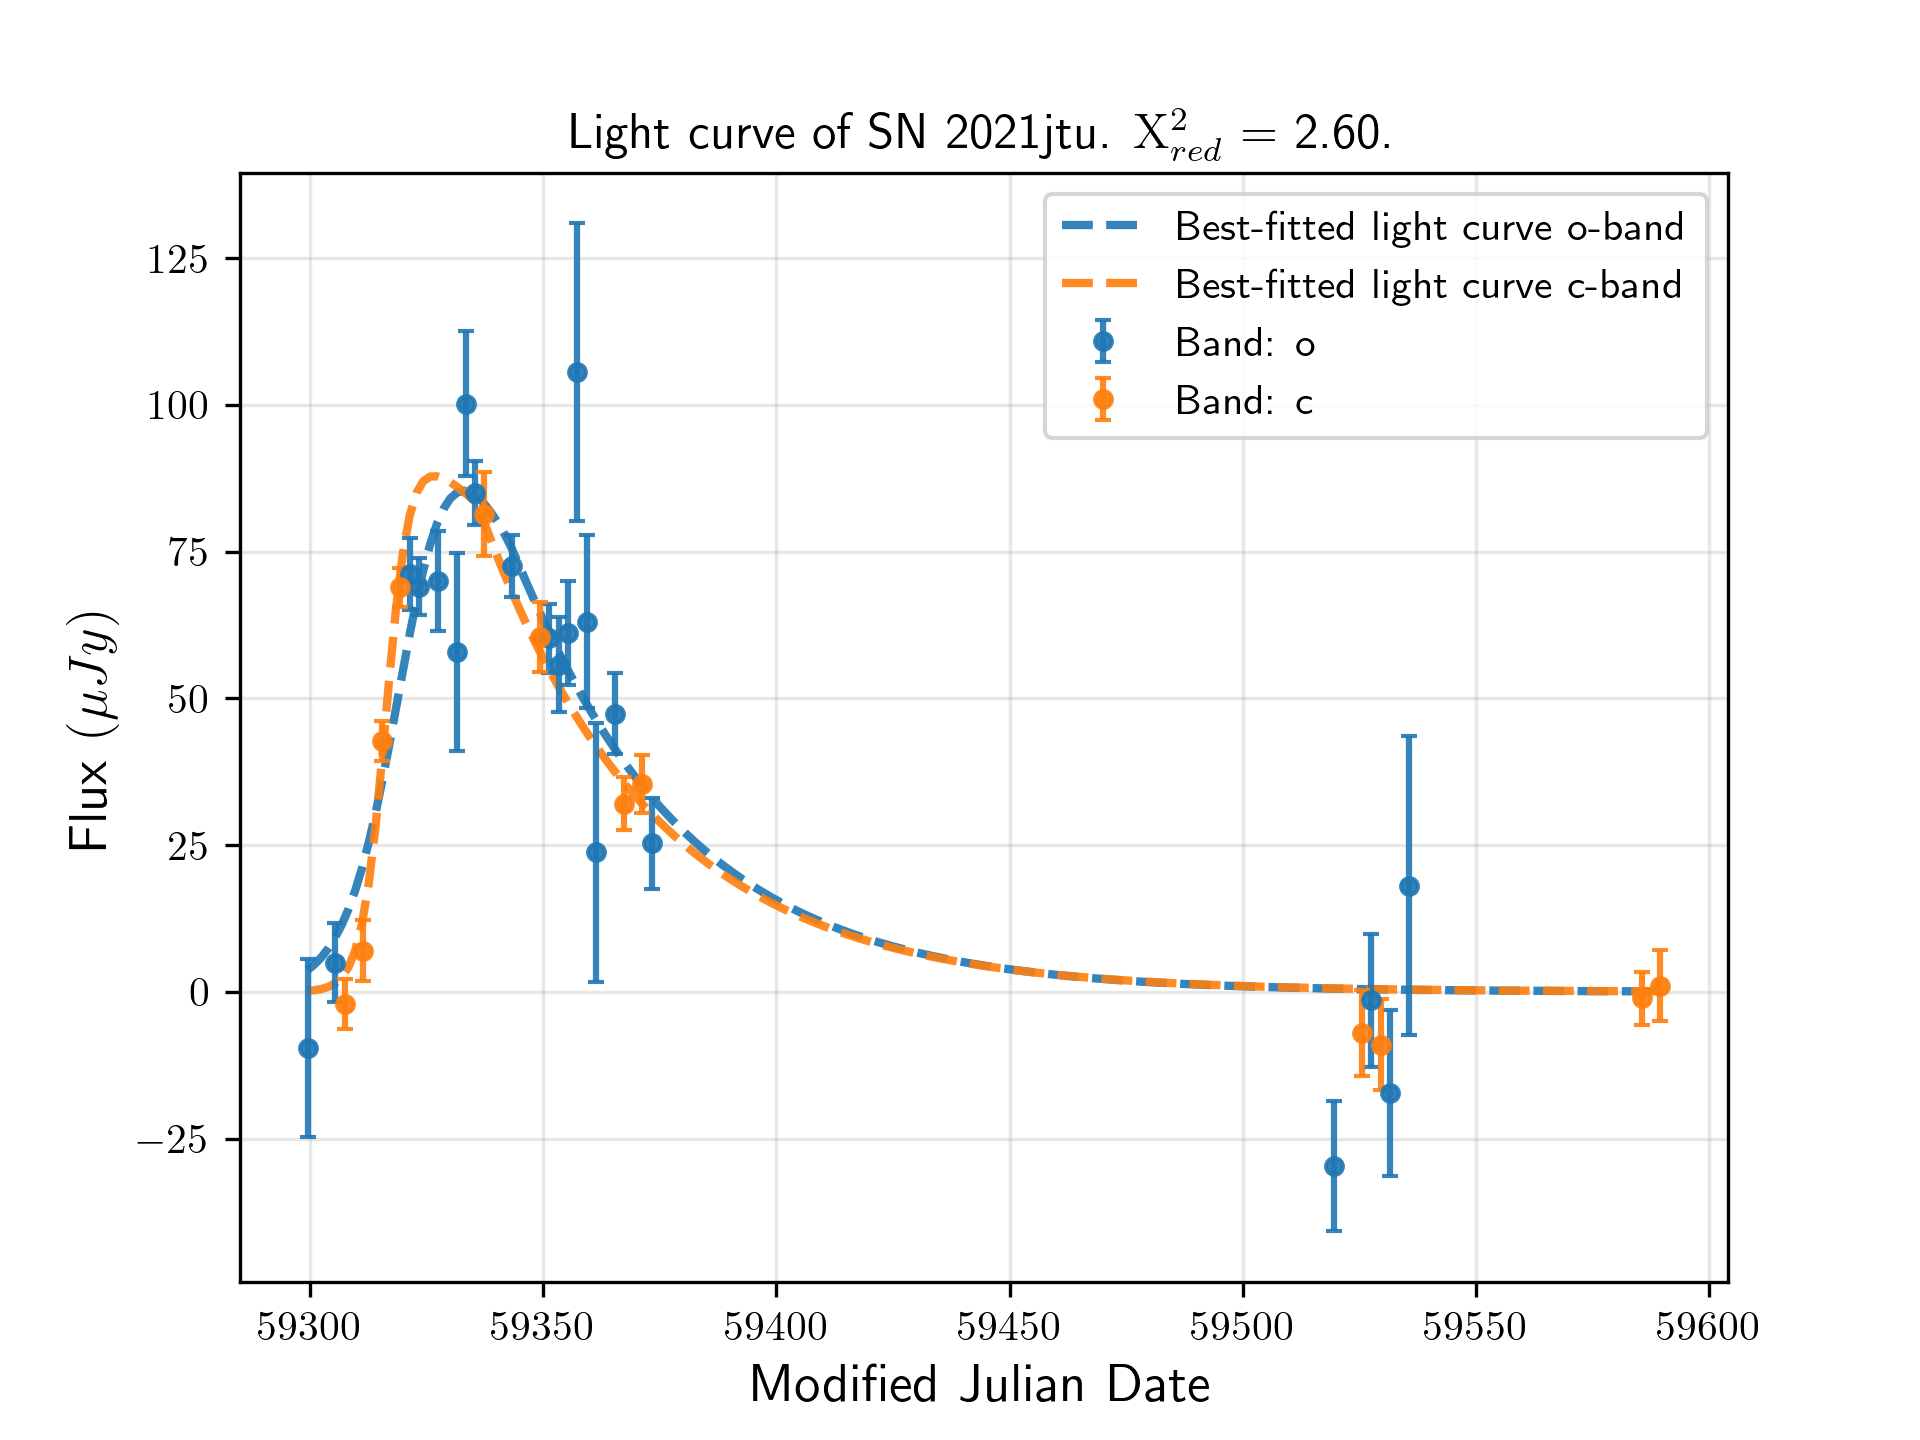 Light curve of SN 2021jtu. X²_red = 2.60.
Best-fitted light curve o-band
Best-fitted light curve c-band
Band: o
Band: c
Flux (μJy)
125
100
75
50
25
0
−25
59300 59350 59400 59450 59500 59550 59600
Modified Julian Date